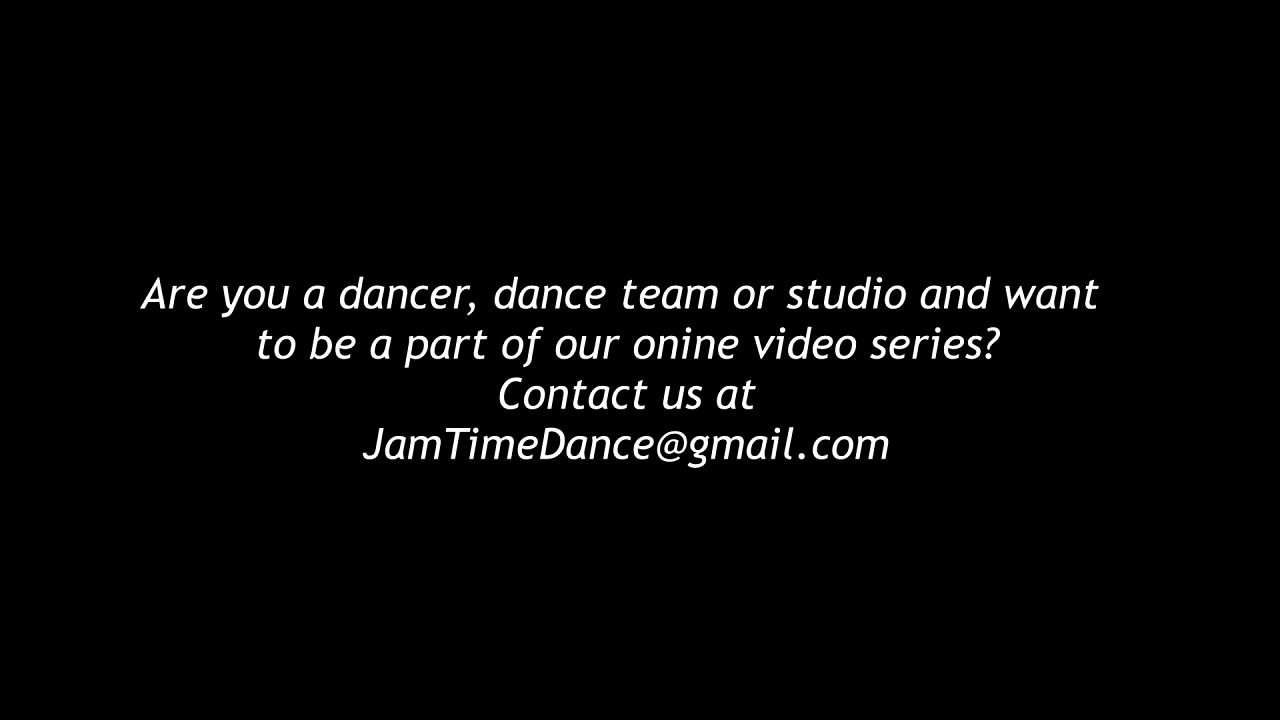 Are you a dancer, dance team or studio and want
to be a part of our onine video series?
Contact us at
JamTimeDance@gmail.com